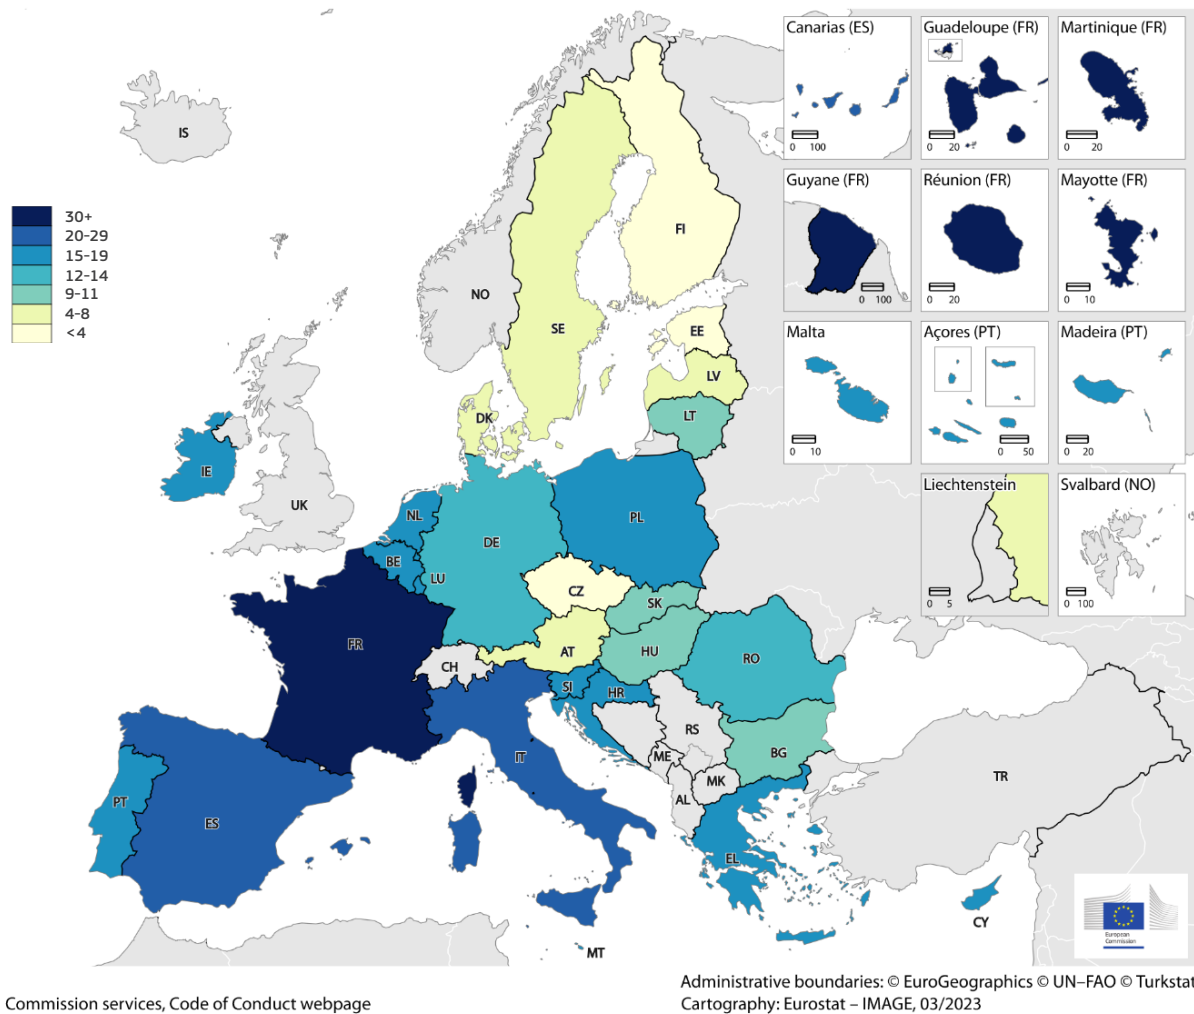 Canarias (ES)
0 100
Guadeloupe (FR)
0 20
Martinique (FR)
0 20
Guyane (FR)
0 100
Réunion (FR)
0 20
Mayotte (FR)
0 10
Malta
0 10
Açores (PT)
0 50
Madeira (PT)
0 20
Liechtenstein
0 5
Svalbard (NO)
0 100
30+
20-29
15-19
12-14
9-11
4-8
<4
IS
FI
NO
SE
EE
LV
DK
LT
IE
UK
NL
PL
DE
BE
LU
CZ
SK
FR
AT
HU
RO
CH
SI
HR
RS
IT
ME
BG
MK
TR
PT
AL
ES
EL
CY
MT
European
Commission
Administrative boundaries: © EuroGeographics © UN–FAO © Turkstat
Commission services, Code of Conduct webpage
Cartography: Eurostat – IMAGE, 03/2023